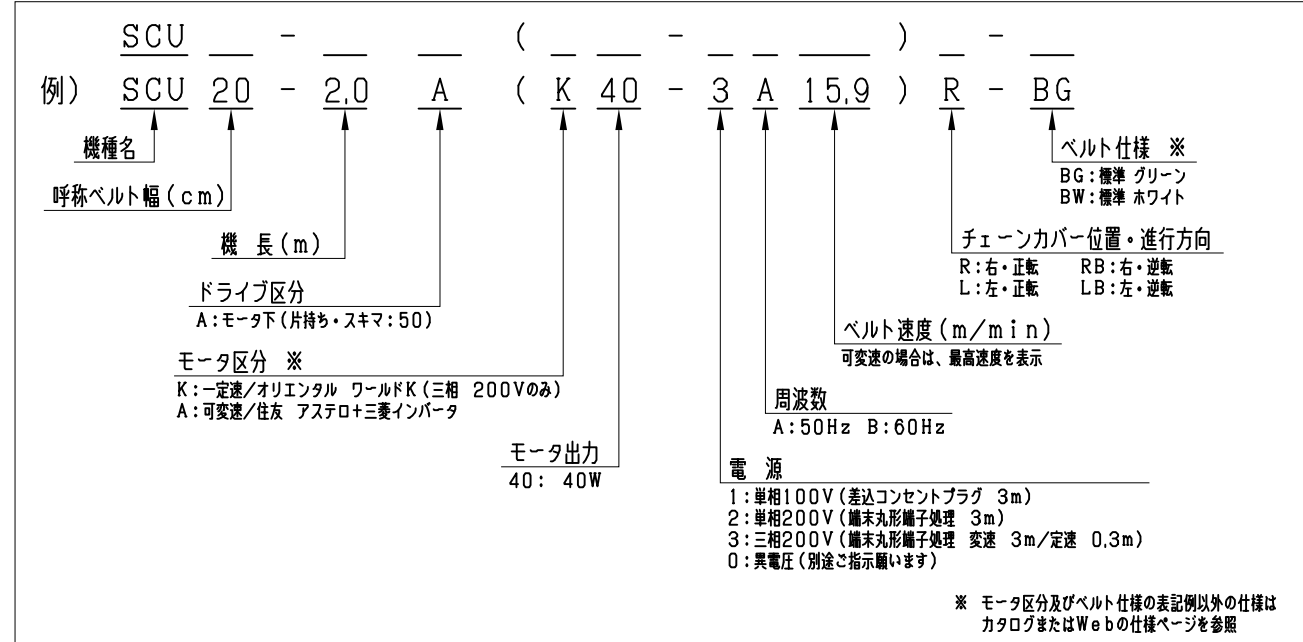 SCU __ - __ __ ( _ __ - _ _ ___ ) _ - __
例) SCU 20 - 2.0 A ( K 40 - 3 A 15.9 ) R - BG
機種名
呼称ベルト幅(cm)
機 長(m)
ドライブ区分
A:モータ下(片持ち・スキマ:50)
モータ区分 ※
K:一定速/オリエンタル ワールドK(三相 200Vのみ)
A:可変速/住友 アステロ+三菱インバータ
モータ出力
40: 40W
電 源
1:単相100V(差込コンセントプラグ 3m)
2:単相200V(端末丸形端子処理 3m)
3:三相200V(端末丸形端子処理 変速 3m/定速 0.3m)
0:異電圧(別途ご指示願います)
周波数
A:50Hz B:60Hz
ベルト速度(m/min)
可変速の場合は、最高速度を表示
チェーンカバー位置・進行方向
R:右・正転 RB:右・逆転
L:左・正転 LB:左・逆転
ベルト仕様 ※
BG:標準 グリーン
BW:標準 ホワイト
※ モータ区分及びベルト仕様の表記例以外の仕様は
カタログまたはWebの仕様ページを参照